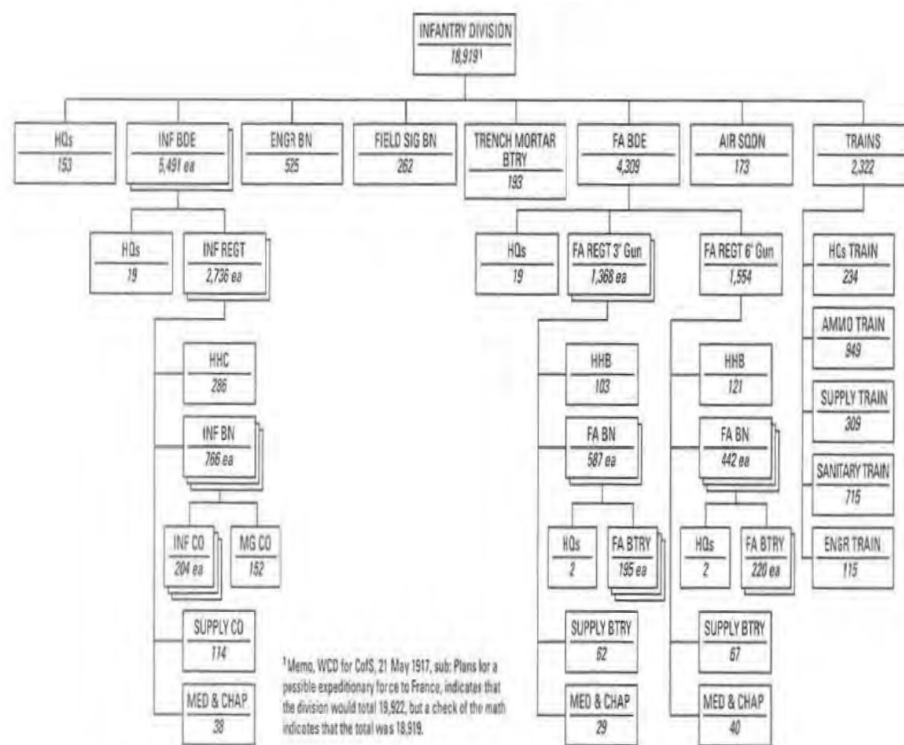 INFANTRY DIVISION
18,919¹
HQs
153
INF BDE
5,491 ea
ENGR BN
525
FIELD SIG BN
262
TRENCH MORTAR
BTRY
193
FA BDE
4,309
AIR SQDN
173
TRAINS
2,322
HQs
19
INF REGT
2,736 ea
HQs
19
FA REGT 3" Gun
1,368 ea
FA REGT 6" Gun
1,554
HQs TRAIN
234
HHC
286
HHB
103
HHB
121
AMMO TRAIN
949
INF BN
766 ea
FA BN
587 ea
FA BN
442 ea
SUPPLY TRAIN
309
SANITARY TRAIN
715
INF CO
204 ea
MG CO
152
HQs
2
FA BTRY
195 ea
HQs
2
FA BTRY
220 ea
ENGR TRAIN
115
SUPPLY CO
114
SUPPLY BTRY
62
SUPPLY BTRY
67
MED & CHAP
38
MED & CHAP
29
MED & CHAP
40
¹Memo, WCD for CofS, 21 May 1917, sub: Plans for a
possible expeditionary force to France, indicates that
the division would total 19,922, but a check of the math
indicates that the total was 18,919.